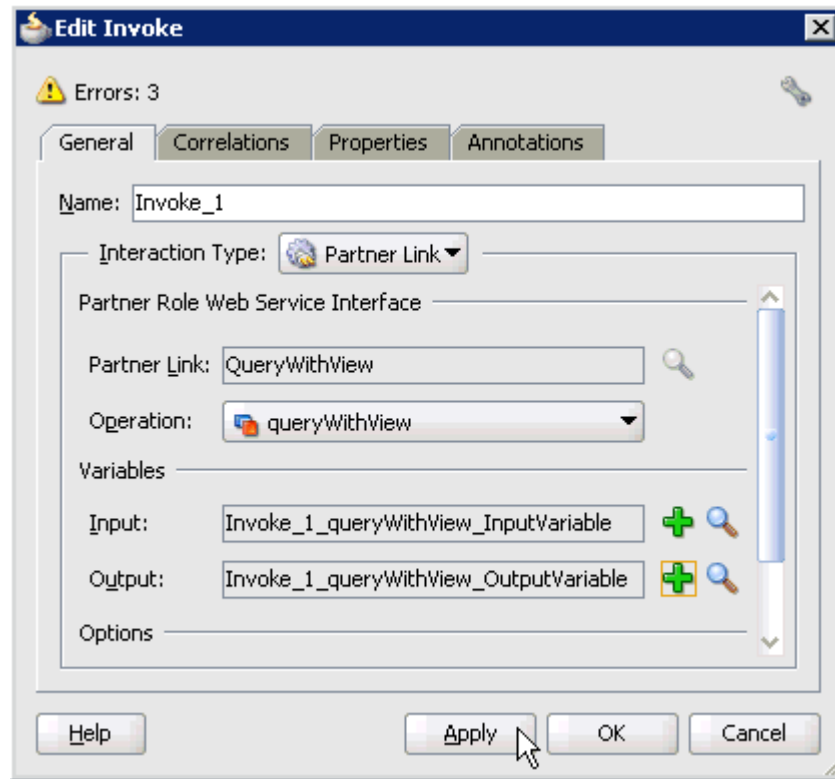 Edit Invoke
Errors: 3
General Correlations Properties Annotations
Name: Invoke_1
Interaction Type: Partner Link
Partner Role Web Service Interface
Partner Link: QueryWithView
Operation: queryWithView
Variables
Input: Invoke_1_queryWithView_InputVariable
Output: Invoke_1_queryWithView_OutputVariable
Options
Help Apply OK Cancel